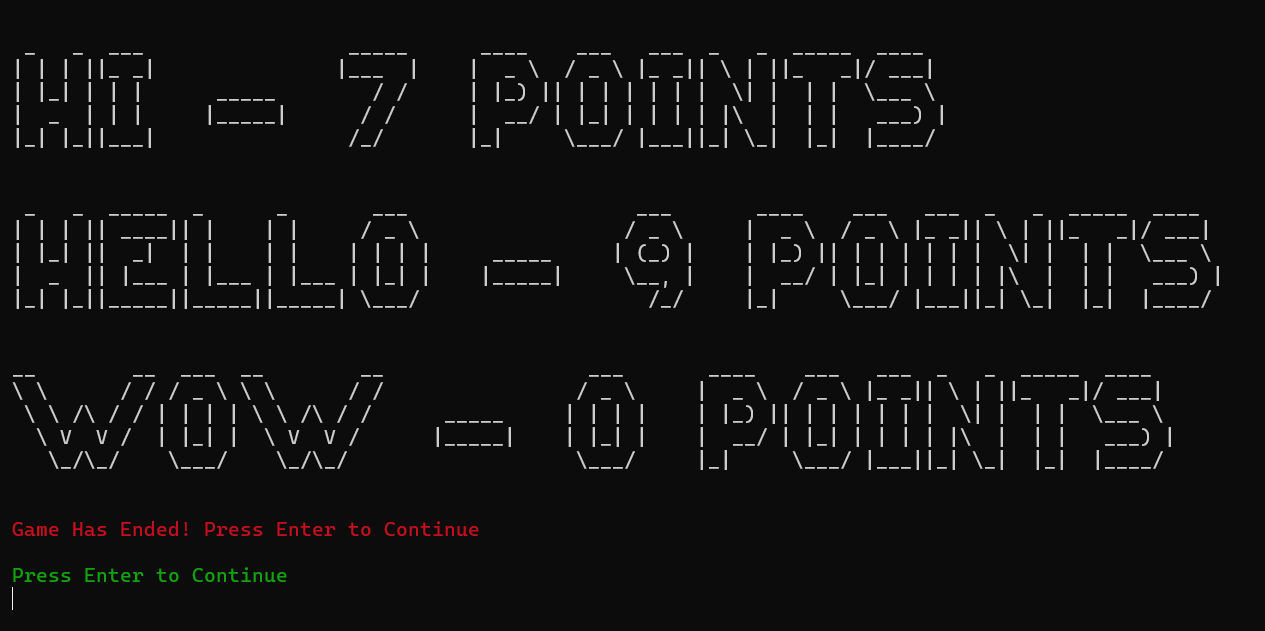 HI - 7 POINTS
HELLO - 9 POINTS
WOW - 0 POINTS
Game Has Ended! Press Enter to Continue
Press Enter to Continue